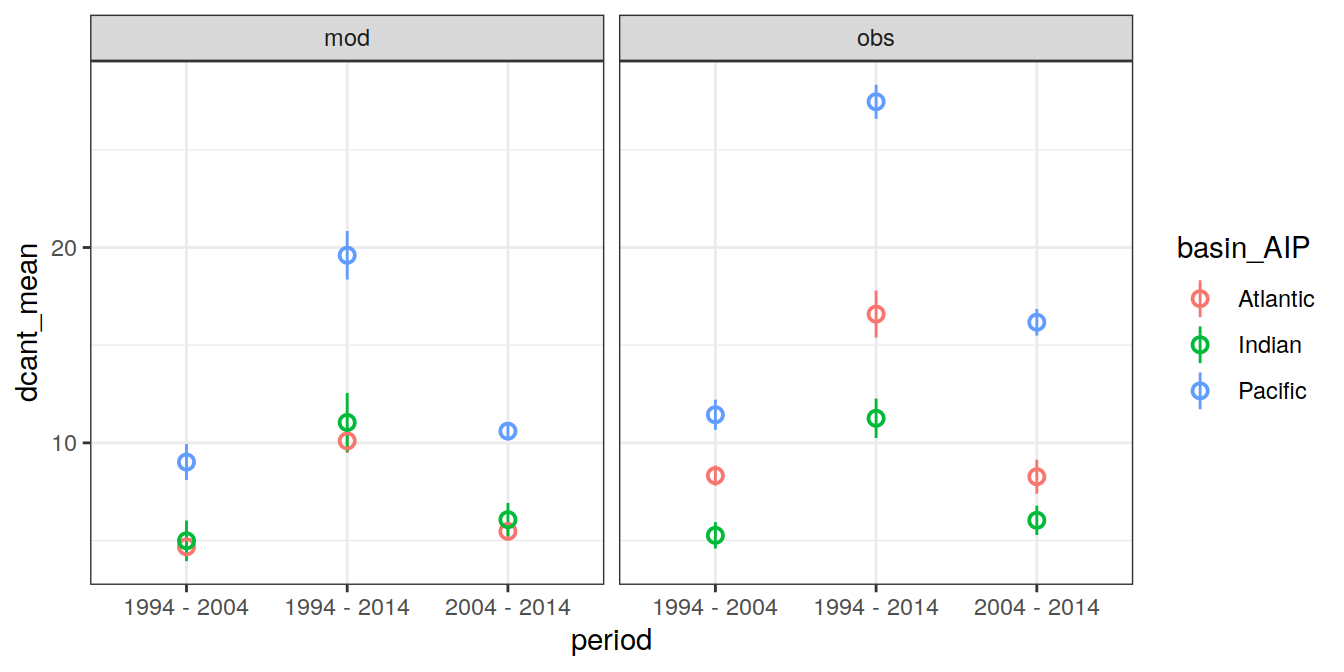 mod
obs
dcant_mean
20
10
1994 - 2004
1994 - 2014
2004 - 2014
1994 - 2004
1994 - 2014
2004 - 2014
period
basin_AIP
Atlantic
Indian
Pacific